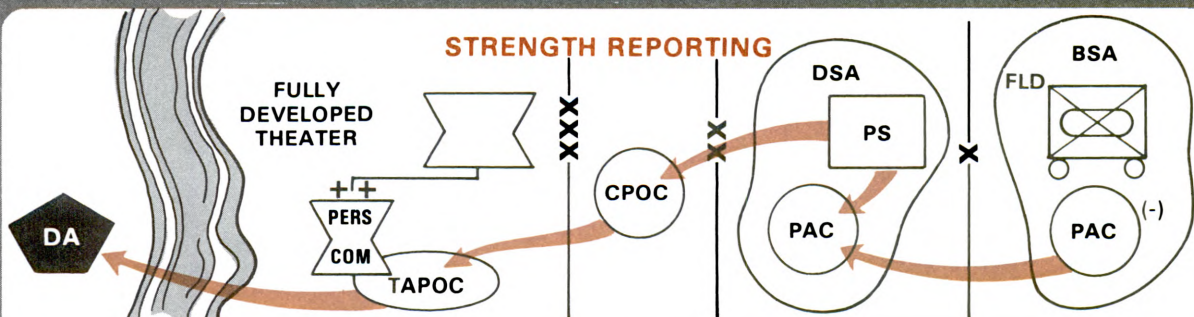 STRENGTH REPORTING
FULLY
DEVELOPED
THEATER
DSA
BSA
FLD
PS
XXX
XX
X
++
PERS
COM
CPOC
PAC
PAC
(-)
DA
TAPOC